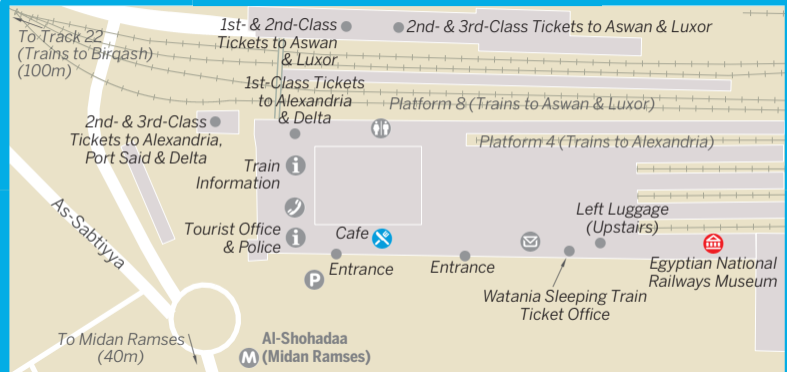 To Track 22
(Trains to Birqash)
(100m)
1st- & 2nd-Class
Tickets to Aswan
& Luxor
2nd- & 3rd-Class Tickets to Aswan & Luxor
1st-Class Tickets
to Alexandria
& Delta
Platform 8 (Trains to Aswan & Luxor)
2nd- & 3rd-Class
Tickets to Alexandria,
Port Said & Delta
Platform 4 (Trains to Alexandria)
Train
Information
As-Sabtiyya
Tourist Office
& Police
Cafe
Left Luggage
(Upstairs)
P
Entrance
Entrance
Egyptian National
Railways Museum
Watania Sleeping Train
Ticket Office
To Midan Ramses
(40m)
M
Al-Shohadaa
(Midan Ramses)